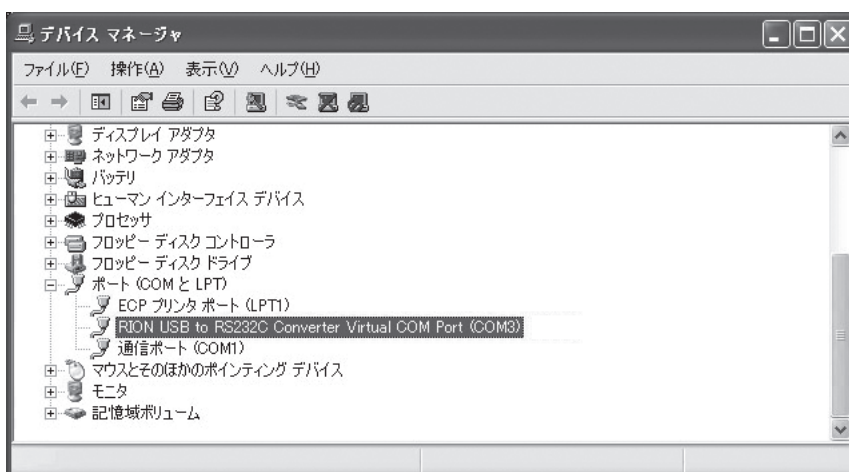 デバイス マネージャ
ファイル(F) 操作(A) 表示(V) ヘルプ(H)
ディスプレイ アダプタ
ネットワーク アダプタ
バッテリ
ヒューマン インターフェイス デバイス
プロセッサ
フロッピー ディスク コントローラ
フロッピー ディスク ドライブ
ポート (COM と LPT)
ECP プリンタ ポート (LPT1)
RION USB to RS232C Converter Virtual COM Port (COM3)
通信ポート (COM1)
マウスとそのほかのポインティング デバイス
モニタ
記憶域ボリューム